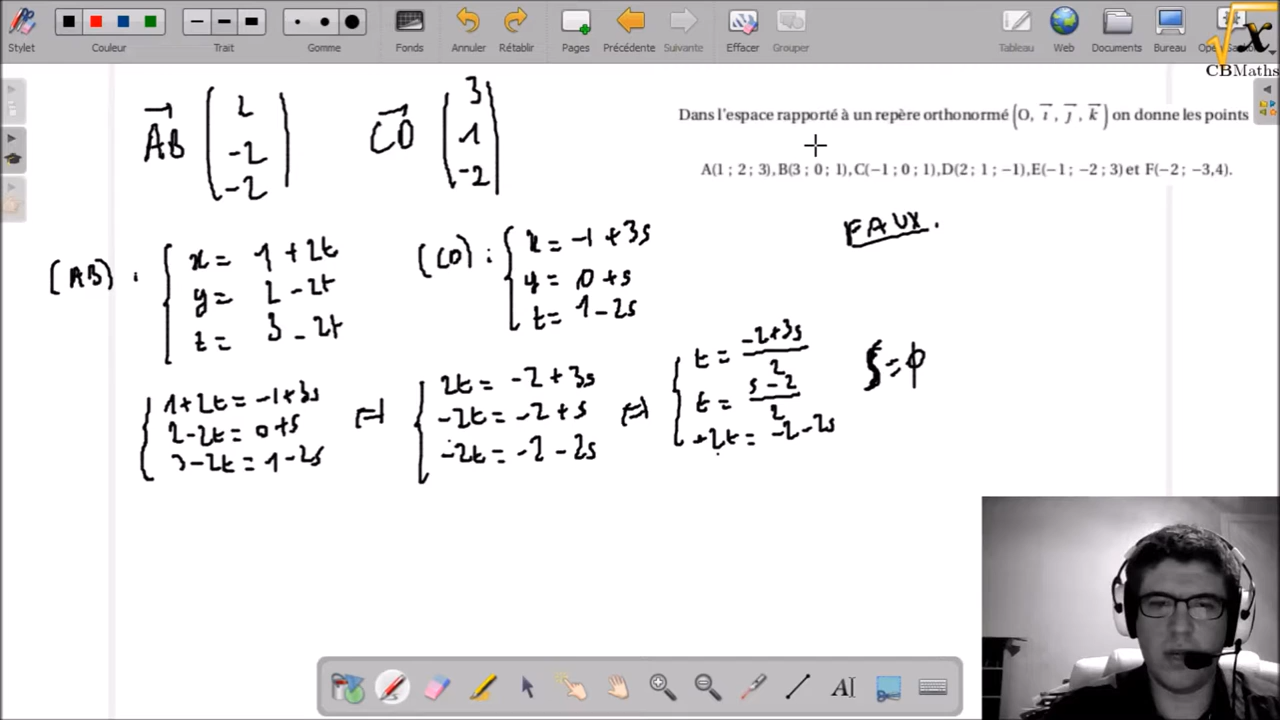 Stylet Couleur Trait Gomme Fonds Annuler Rétablir Pages Précédente Suivante Effacer Grouper Tableau Web Documents Bureau
CBMaths
Dans l'espace rapporté à un repère orthonormé (O, i⃗, j⃗, k⃗) on donne les points
A(1 ; 2 ; 3), B(3 ; 0 ; 1), C(−1 ; 0 ; 1), D(2 ; 1 ; −1), E(−1 ; −2 ; 3) et F(−2 ; −3,4).
AB
2
-2
-2
CD
3
1
-2
FAUX.
(AB) :
x = 1 + 2t
y = 2 - 2t
z = 3 - 2t
(CD) :
x = -1 + 3s
y = 0 + s
z = 1 - 2s
1 + 2t = -1 + 3s
2 - 2t = 0 + s
3 - 2t = 1 - 2s
⇔
2t = -2 + 3s
-2t = -2 + s
-2t = -2 - 2s
⇔
t = -2+3s / 2
t = s-2 / 2
+2t = -2 - 2s
S = φ
AI